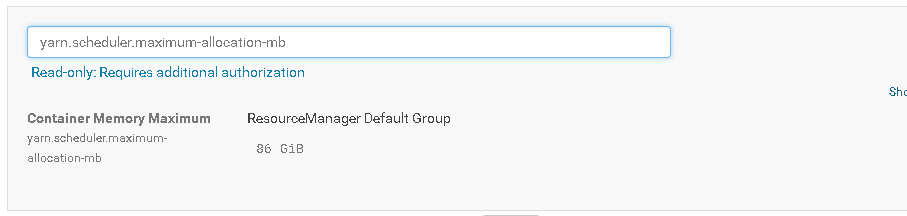 yarn.scheduler.maximum-allocation-mb
Read-only: Requires additional authorization
Sho
Container Memory Maximum
ResourceManager Default Group
yarn.scheduler.maximum-
allocation-mb
86 GiB